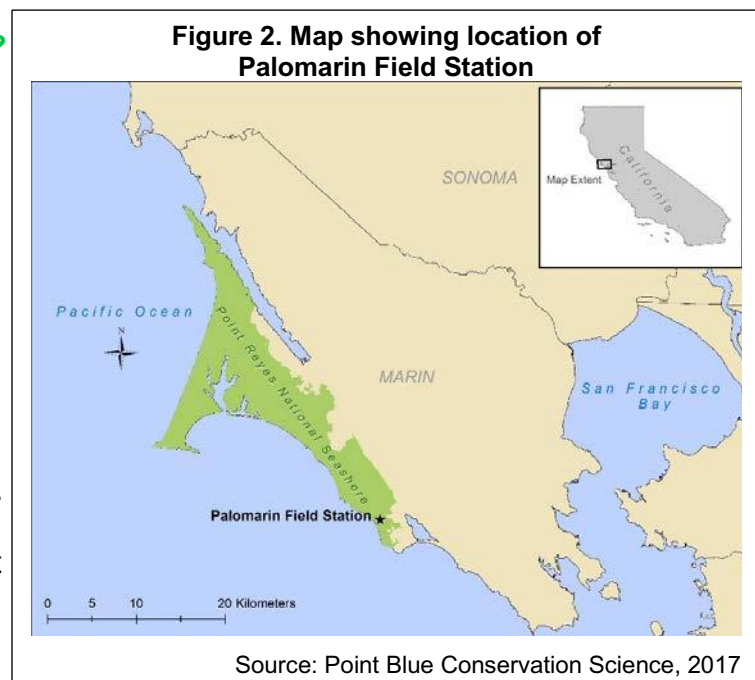 Figure 2. Map showing location of
Palomarin Field Station
SONOMA
Map Extent
California
Pacific Ocean
N
Point Reyes National Seashore
MARIN
San Francisco
Bay
Palomarin Field Station
0 5 10 20 Kilometers
Source: Point Blue Conservation Science, 2017